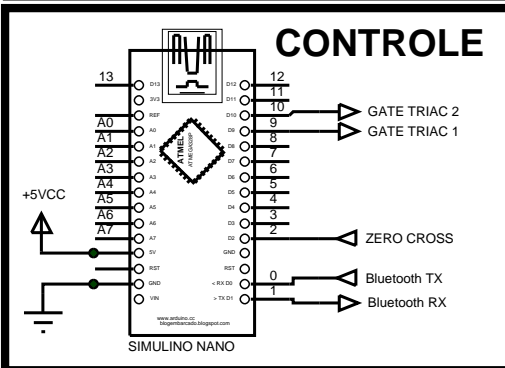 CONTROLE
13 D13 D12 12
3V3 D11 11
REF D10 10 GATE TRIAC 2
A0 A0 D9 9 GATE TRIAC 1
A1 A1 D8 8
A2 A2 D7 7
A3 A3 D6 6
A4 A4 D5 5
A5 A5 D4 4
A6 A6 D3 3
A7 A7 D2 2 ZERO CROSS
+5VCC
5V GND
RST RST
GND < RX D0 0 Bluetooth TX
VIN > TX D1 1 Bluetooth RX
ATMEL
ATMEGA328P
www.arduino.cc
blogembarcado.blogspot.com
SIMULINO NANO